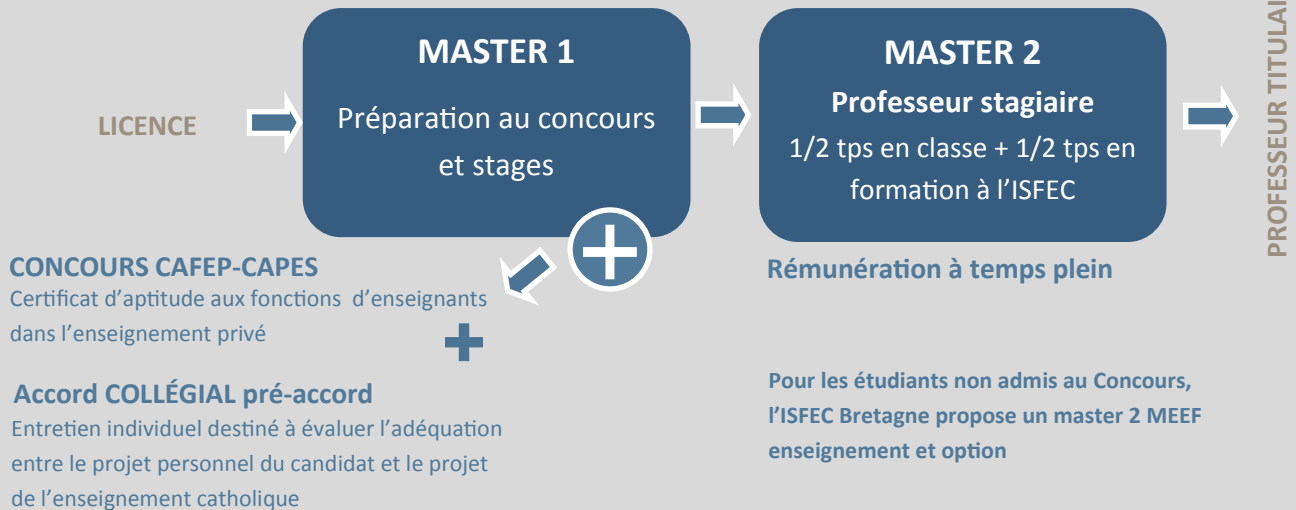 LICENCE
MASTER 1
Préparation au concours
et stages
MASTER 2
Professeur stagiaire
1/2 tps en classe + 1/2 tps en
formation à l'ISFEC
PROFESSEUR
CONCOURS CAFEP-CAPES
Certificat d'aptitude aux fonctions d'enseignants
dans l'enseignement privé
Accord COLLÉGIAL pré-accord
Entretien individuel destiné à évaluer l'adéquation
entre le projet personnel du candidat et le projet
de l'enseignement catholique
Rémunération à temps plein
Pour les étudiants non admis au Concours,
l'ISFEC Bretagne propose un master 2 MEEF
enseignement et option